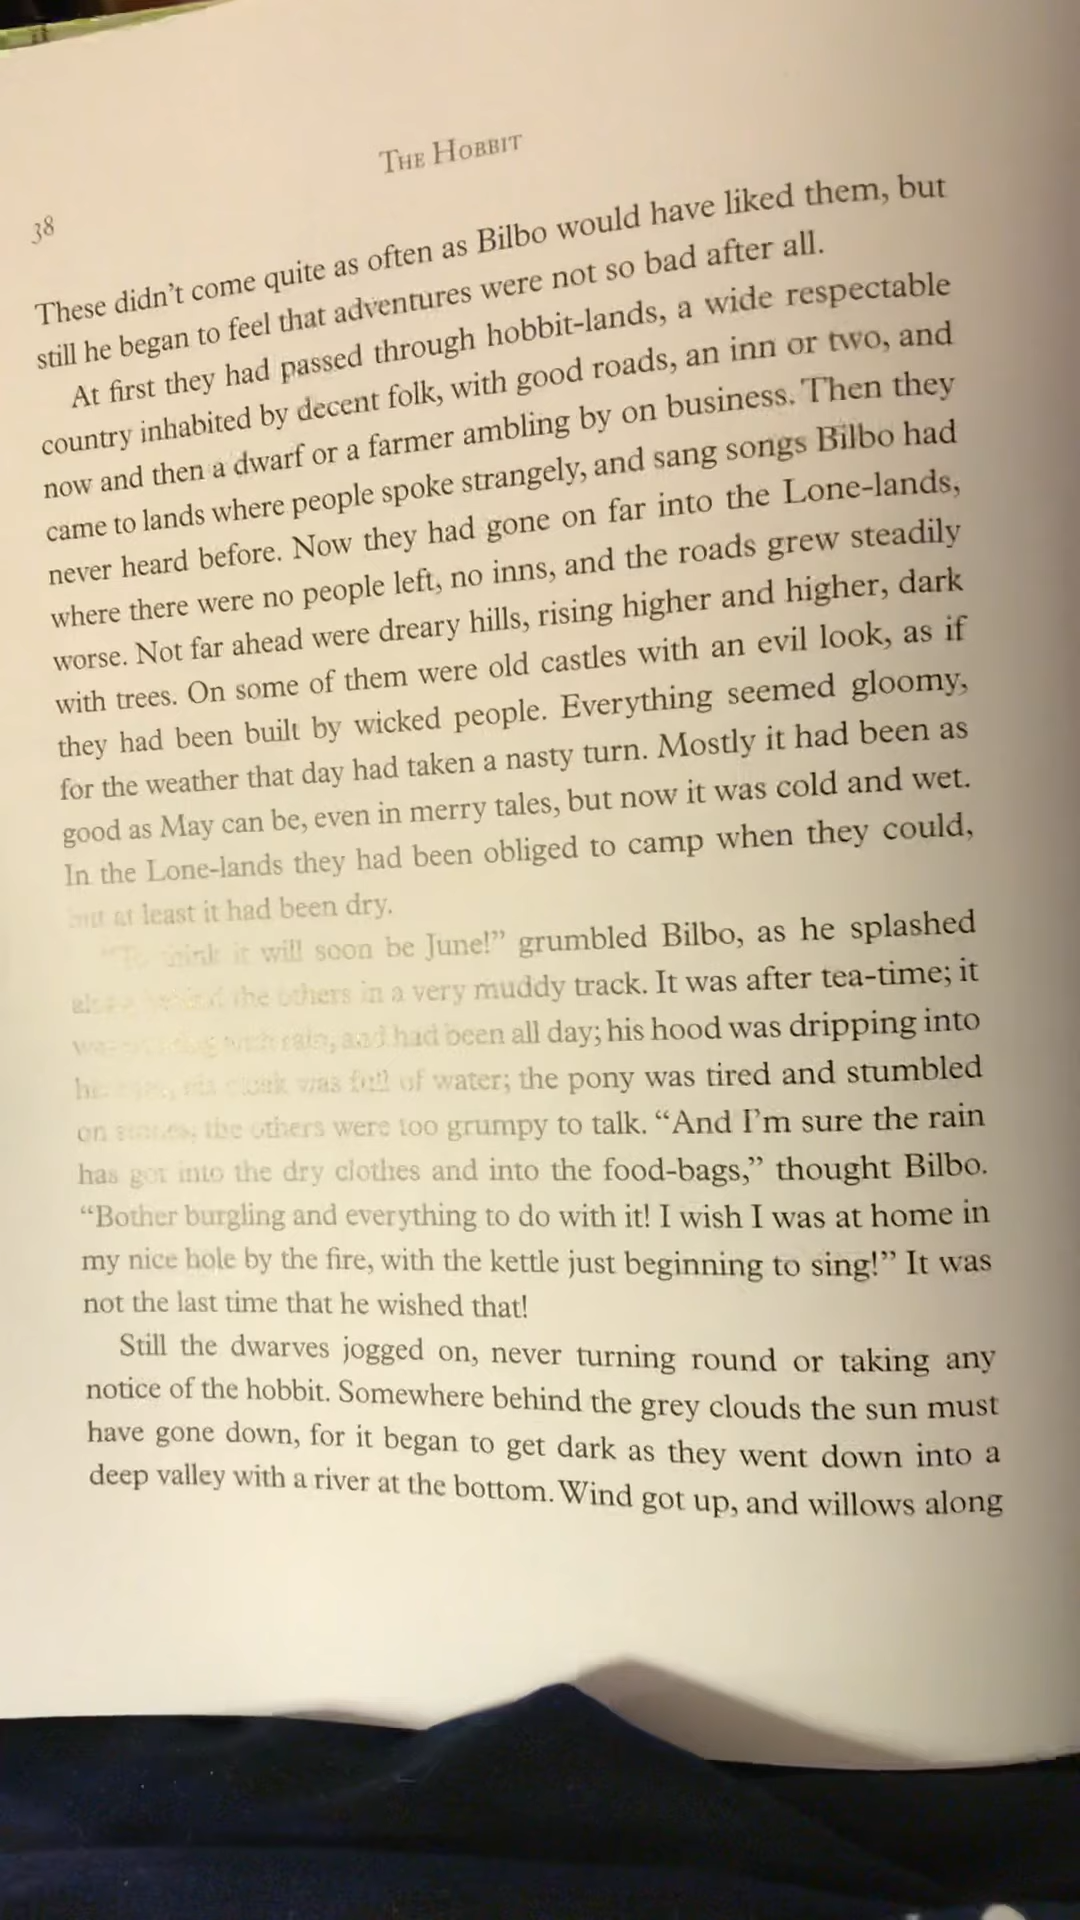 THE HOBBIT
38
These didn't come quite as often as Bilbo would have liked them, but
still he began to feel that adventures were not so bad after all.
At first they had passed through hobbit-lands, a wide respectable
country inhabited by decent folk, with good roads, an inn or two, and
now and then a dwarf or a farmer ambling by on business. Then they
came to lands where people spoke strangely, and sang songs Bilbo had
never heard before. Now they had gone on far into the Lone-lands,
where there were no people left, no inns, and the roads grew steadily
worse. Not far ahead were dreary hills, rising higher and higher, dark
with trees. On some of them were old castles with an evil look, as if
they had been built by wicked people. Everything seemed gloomy,
for the weather that day had taken a nasty turn. Mostly it had been as
good as May can be, even in merry tales, but now it was cold and wet.
In the Lone-lands they had been obliged to camp when they could,
but at least it had been dry.
"To think it will soon be June!" grumbled Bilbo, as he splashed
the others in a very muddy track. It was after tea-time; it
rain, and had been all day; his hood was dripping into
his cloak was full of water; the pony was tired and stumbled
on stones; the others were too grumpy to talk. "And I'm sure the rain
has got into the dry clothes and into the food-bags," thought Bilbo.
"Bother burgling and everything to do with it! I wish I was at home in
my nice hole by the fire, with the kettle just beginning to sing!" It was
not the last time that he wished that!
Still the dwarves jogged on, never turning round or taking any
notice of the hobbit. Somewhere behind the grey clouds the sun must
have gone down, for it began to get dark as they went down into a
deep valley with a river at the bottom. Wind got up, and willows along